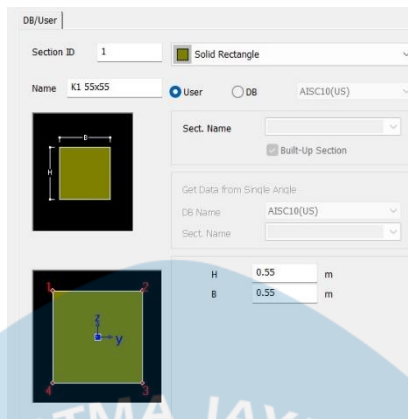 DB/User
Section ID 1 Solid Rectangle
Name K1 55x55 User DB AISC10(US)
Sect. Name
Built-Up Section
Get Data from Single Angle
DB Name AISC10(US)
Sect. Name
B
H
H 0.55 m
B 0.55 m
1 2
z
y
4 3